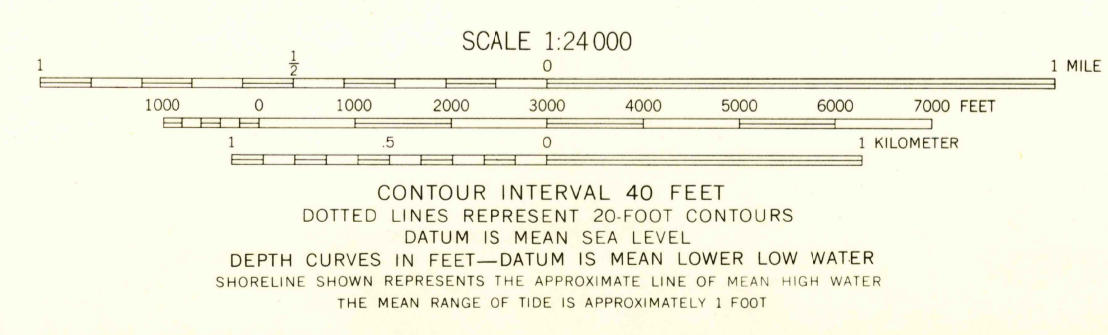 SCALE 1:24 000
1 1/2 0 1 MILE
1000 0 1000 2000 3000 4000 5000 6000 7000 FEET
1 .5 0 1 KILOMETER
CONTOUR INTERVAL 40 FEET
DOTTED LINES REPRESENT 20-FOOT CONTOURS
DATUM IS MEAN SEA LEVEL
DEPTH CURVES IN FEET—DATUM IS MEAN LOWER LOW WATER
SHORELINE SHOWN REPRESENTS THE APPROXIMATE LINE OF MEAN HIGH WATER
THE MEAN RANGE OF TIDE IS APPROXIMATELY 1 FOOT